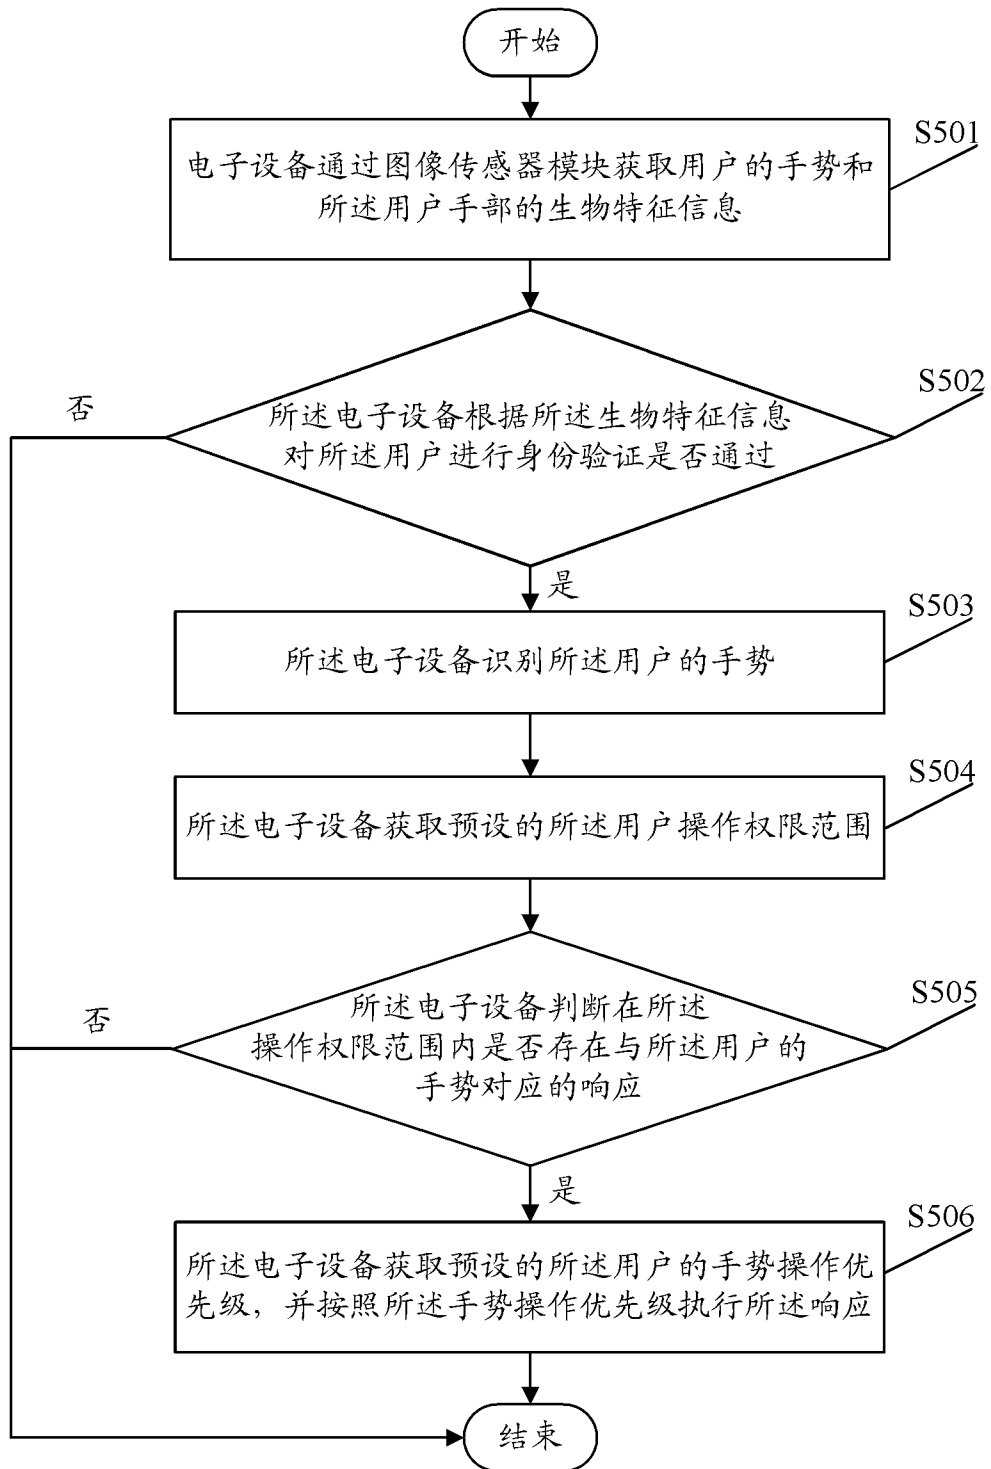 开始
S501
电子设备通过图像传感器模块获取用户的手势和
所述用户手部的生物特征信息
S502
否
所述电子设备根据所述生物特征信息
对所述用户进行身份验证是否通过
是
S503
所述电子设备识别所述用户的手势
S504
所述电子设备获取预设的所述用户操作权限范围
S505
否
所述电子设备判断在所述
操作权限范围内是否存在与所述用户的
手势对应的响应
是
S506
所述电子设备获取预设的所述用户的手势操作优
先级，并按照所述手势操作优先级执行所述响应
结束